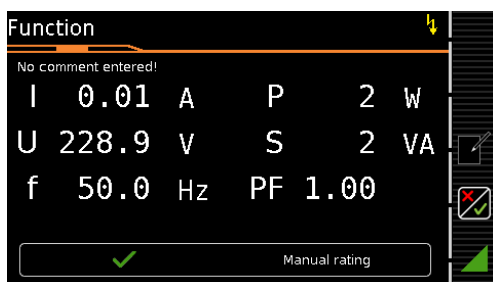 Function
No comment entered!
I 0.01 A P 2 W
U 228.9 V S 2 VA
f 50.0 Hz PF 1.00
Manual rating